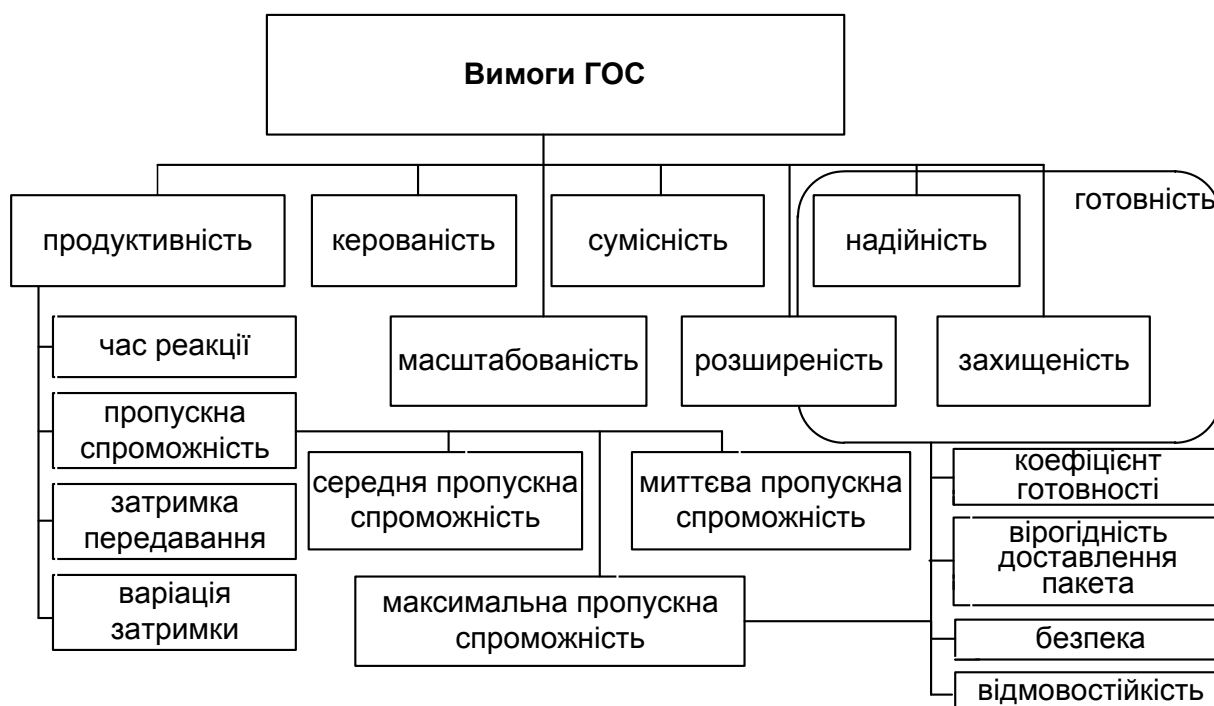 Вимоги ГОС
готовність
продуктивність
керованість
сумісність
надійність
час реакції
масштабованість
розширеність
захищеність
пропускна
спроможність
середня пропускна
спроможність
миттєва пропускна
спроможність
коефіцієнт
готовності
затримка
передавання
вірогідність
доставлення
пакета
варіація
затримки
максимальна пропускна
спроможність
безпека
відмовостійкість